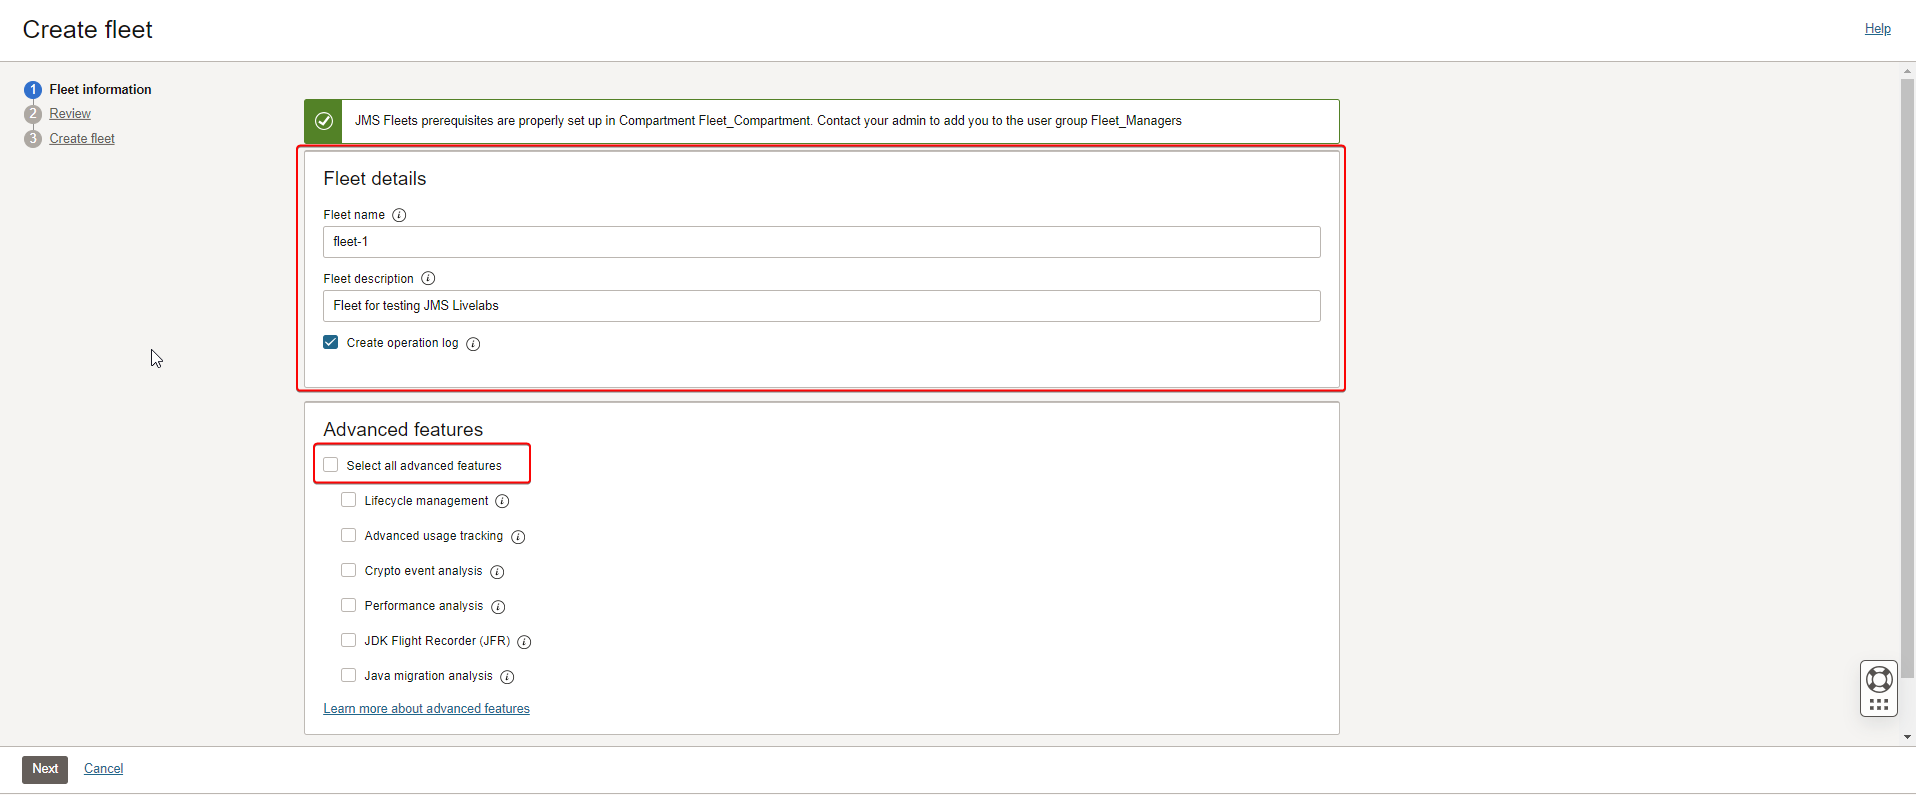 Create fleet
Help
1 Fleet information
2 Review
3 Create fleet
JMS Fleets prerequisites are properly set up in Compartment Fleet_Compartment. Contact your admin to add you to the user group Fleet_Managers
Fleet details
Fleet name i
fleet-1
Fleet description i
Fleet for testing JMS Livelabs
Create operation log i
Advanced features
Select all advanced features
Lifecycle management i
Advanced usage tracking i
Crypto event analysis i
Performance analysis i
JDK Flight Recorder (JFR) i
Java migration analysis i
Learn more about advanced features
Next Cancel